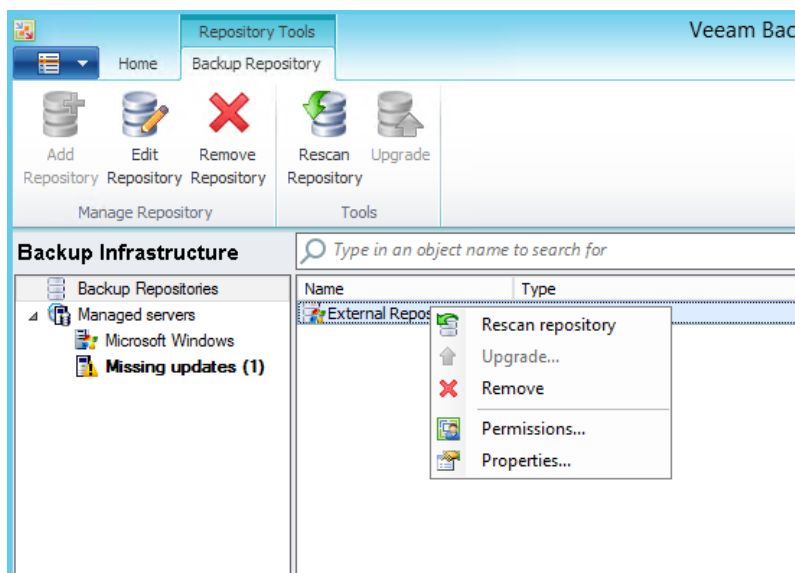 Repository Tools
Veeam Bac
Home
Backup Repository
Add
Repository
Edit
Repository
Remove
Repository
Rescan
Repository
Upgrade
Manage Repository
Tools
Backup Infrastructure
Type in an object name to search for
Backup Repositories
Managed servers
Microsoft Windows
Missing updates (1)
Name
Type
External Repos
Rescan repository
Upgrade...
Remove
Permissions...
Properties...